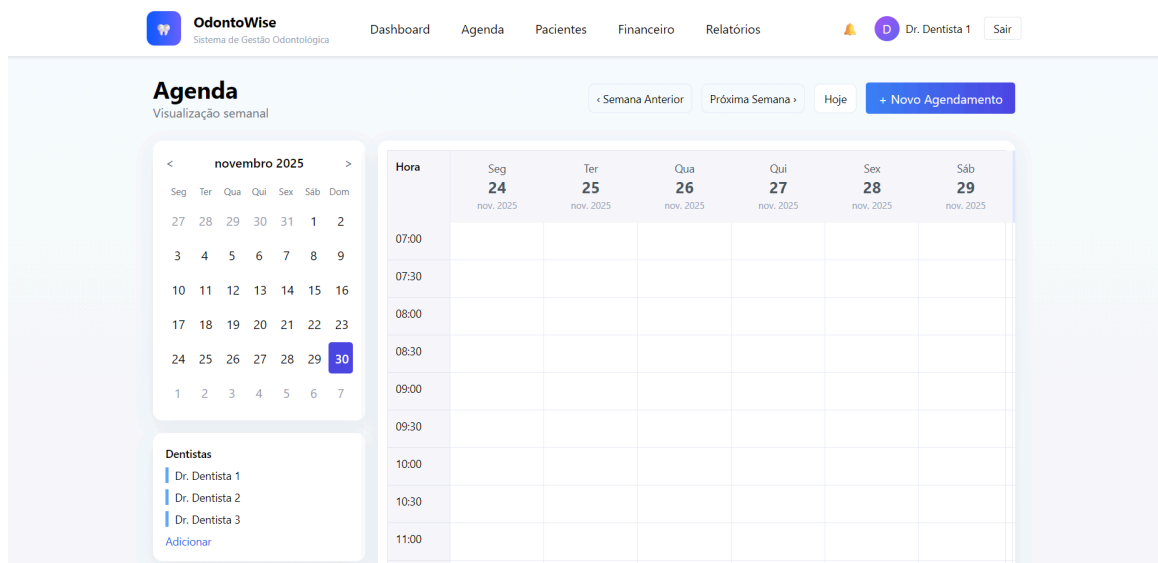 OdontoWise
Sistema de Gestão Odontológica
Dashboard Agenda Pacientes Financeiro Relatórios
D Dr. Dentista 1 Sair
Agenda
Visualização semanal
‹ Semana Anterior Próxima Semana › Hoje + Novo Agendamento
< novembro 2025 >
Seg Ter Qua Qui Sex Sáb Dom
27 28 29 30 31 1 2
3 4 5 6 7 8 9
10 11 12 13 14 15 16
17 18 19 20 21 22 23
24 25 26 27 28 29 30
1 2 3 4 5 6 7
Dentistas
Dr. Dentista 1
Dr. Dentista 2
Dr. Dentista 3
Adicionar
Hora Seg Ter Qua Qui Sex Sáb
24 25 26 27 28 29
nov. 2025 nov. 2025 nov. 2025 nov. 2025 nov. 2025 nov. 2025
07:00
07:30
08:00
08:30
09:00
09:30
10:00
10:30
11:00